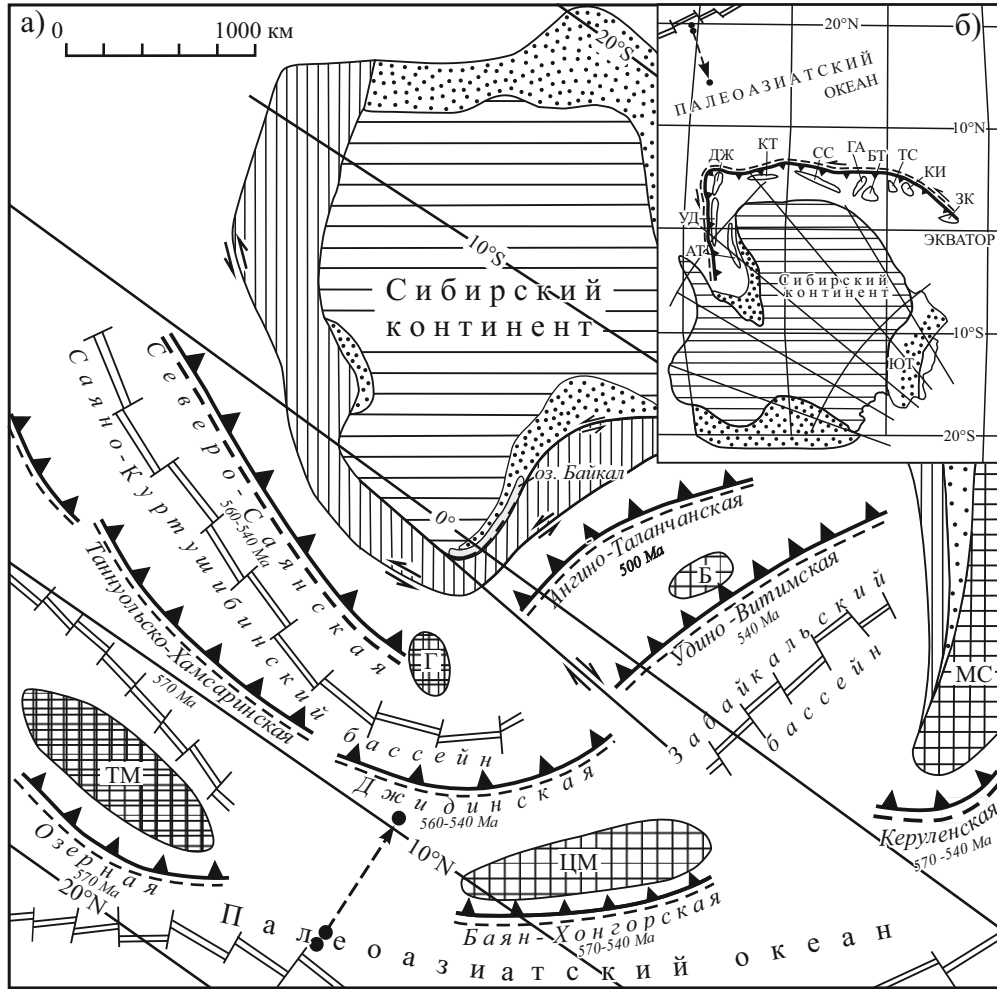 а)
0 1000 км
20°S
10°S
Сибирский
континент
0°
оз. Байкал
Северо-Саянская
560-540 Ma
Саяно-Куртушибинский бассейн
Таннуольско-Хамсаринская
570 Ma
Ангино-Таланчанская
500 Ma
Б
Удино-Витимская
540 Ma
Забайкальский
бассейн
Г
МС
ТМ
Джидинская
560-540 Ma
Озерная
570 Ma
20°N
10°N
ЦМ
Керуленская
570-540 Ma
Баян-Хонгорская
570-540 Ma
Палеоазиатский океан
б)
20°N
ПАЛЕОАЗИАТСКИЙ
ОКЕАН
10°N
ДЖ
КТ
СС
ГА
БТ
ТС
КИ
ЗК
УД
ЭКВАТОР
АТ
Сибирский
континент
10°S
ЮТ
20°S